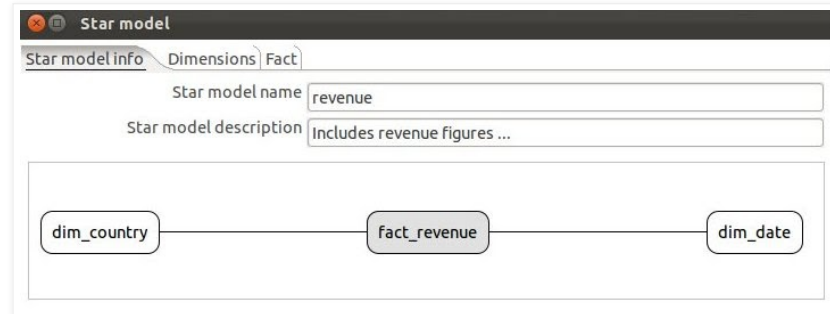 Star model
Star model info Dimensions Fact
Star model name revenue
Star model description Includes revenue figures ...
dim_country fact_revenue dim_date